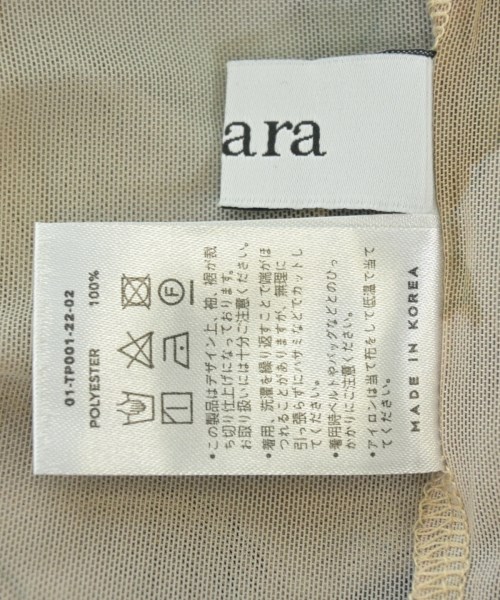 ara
01-TP001-22-02
POLYESTER 100%
F
•この製品はデザイン上、袖、裾が裁
ち切り仕上げになっております。
お取り扱いには十分ご注意ください。
•着用、洗濯を繰り返すことで端がほ
つれることがありますが、無理に
引っ張らずにハサミなどでカットし
てください。
•着用時ベルトやバッグなどとのひっ
かかりにご注意ください。
•アイロンは当て布をして低温で当て
てください。
MADE IN KOREA